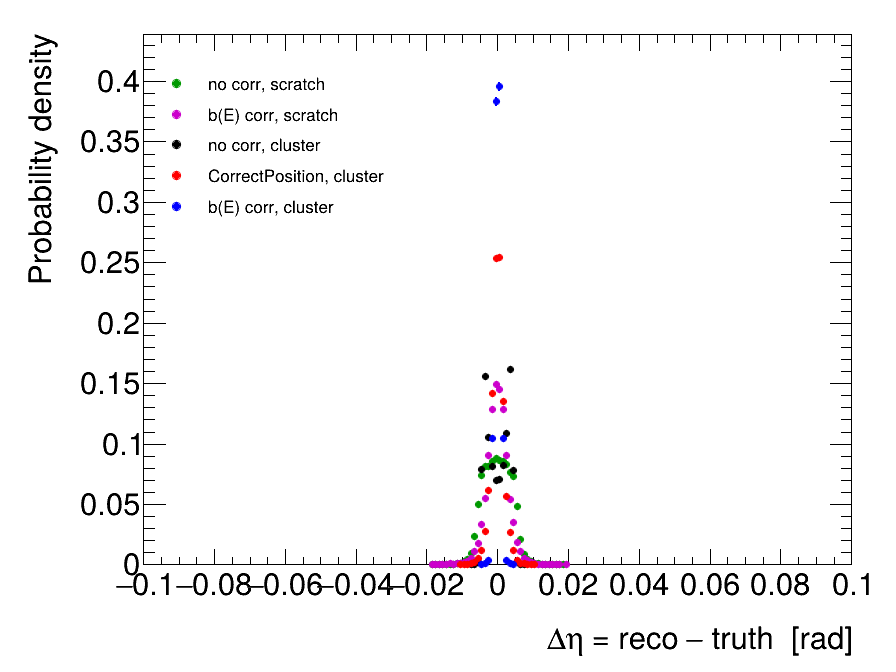 Probability density
0.4
0.35
0.3
0.25
0.2
0.15
0.1
0.05
0
no corr, scratch
b(E) corr, scratch
no corr, cluster
CorrectPosition, cluster
b(E) corr, cluster
−0.1 −0.08 −0.06 −0.04 −0.02 0 0.02 0.04 0.06 0.08 0.1
Δη = reco − truth [rad]